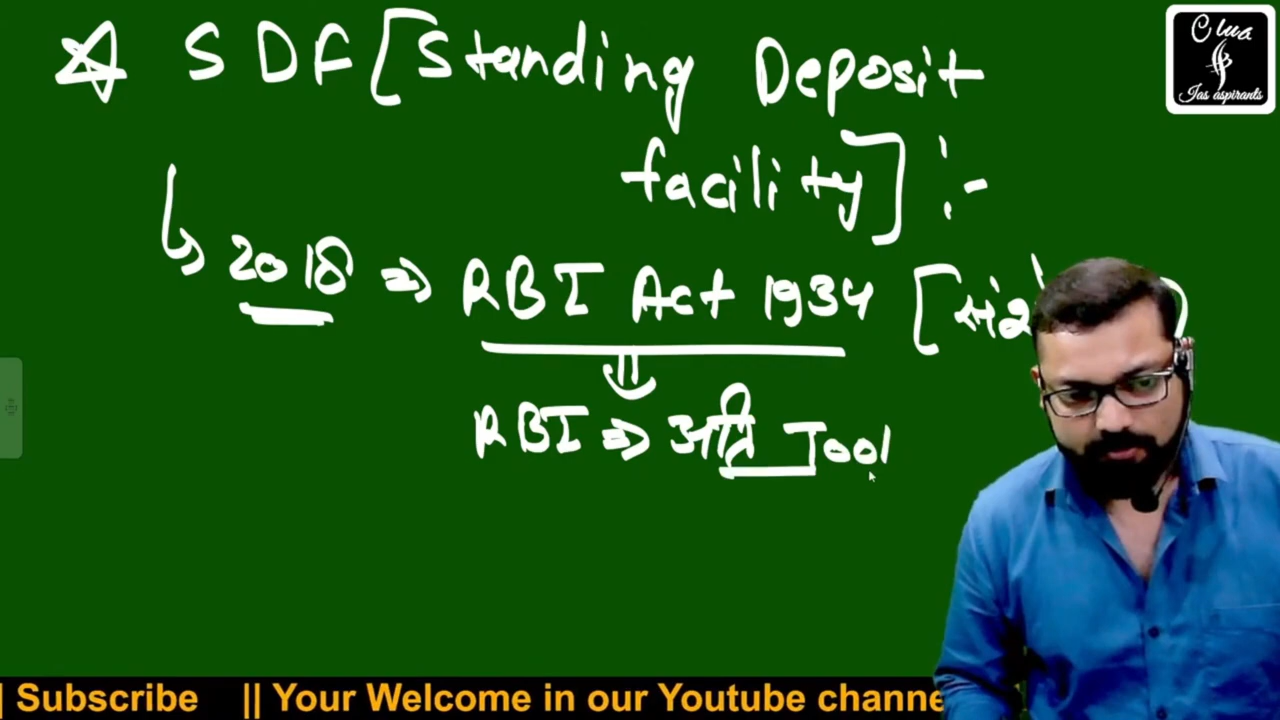 SDF [Standing Deposit
facility] :-
2018 ⇒ RBI Act 1934 [
RBI ⇒ अति Tool
Clue
Ias aspirants
|| Subscribe || Your Welcome in our Youtube channe